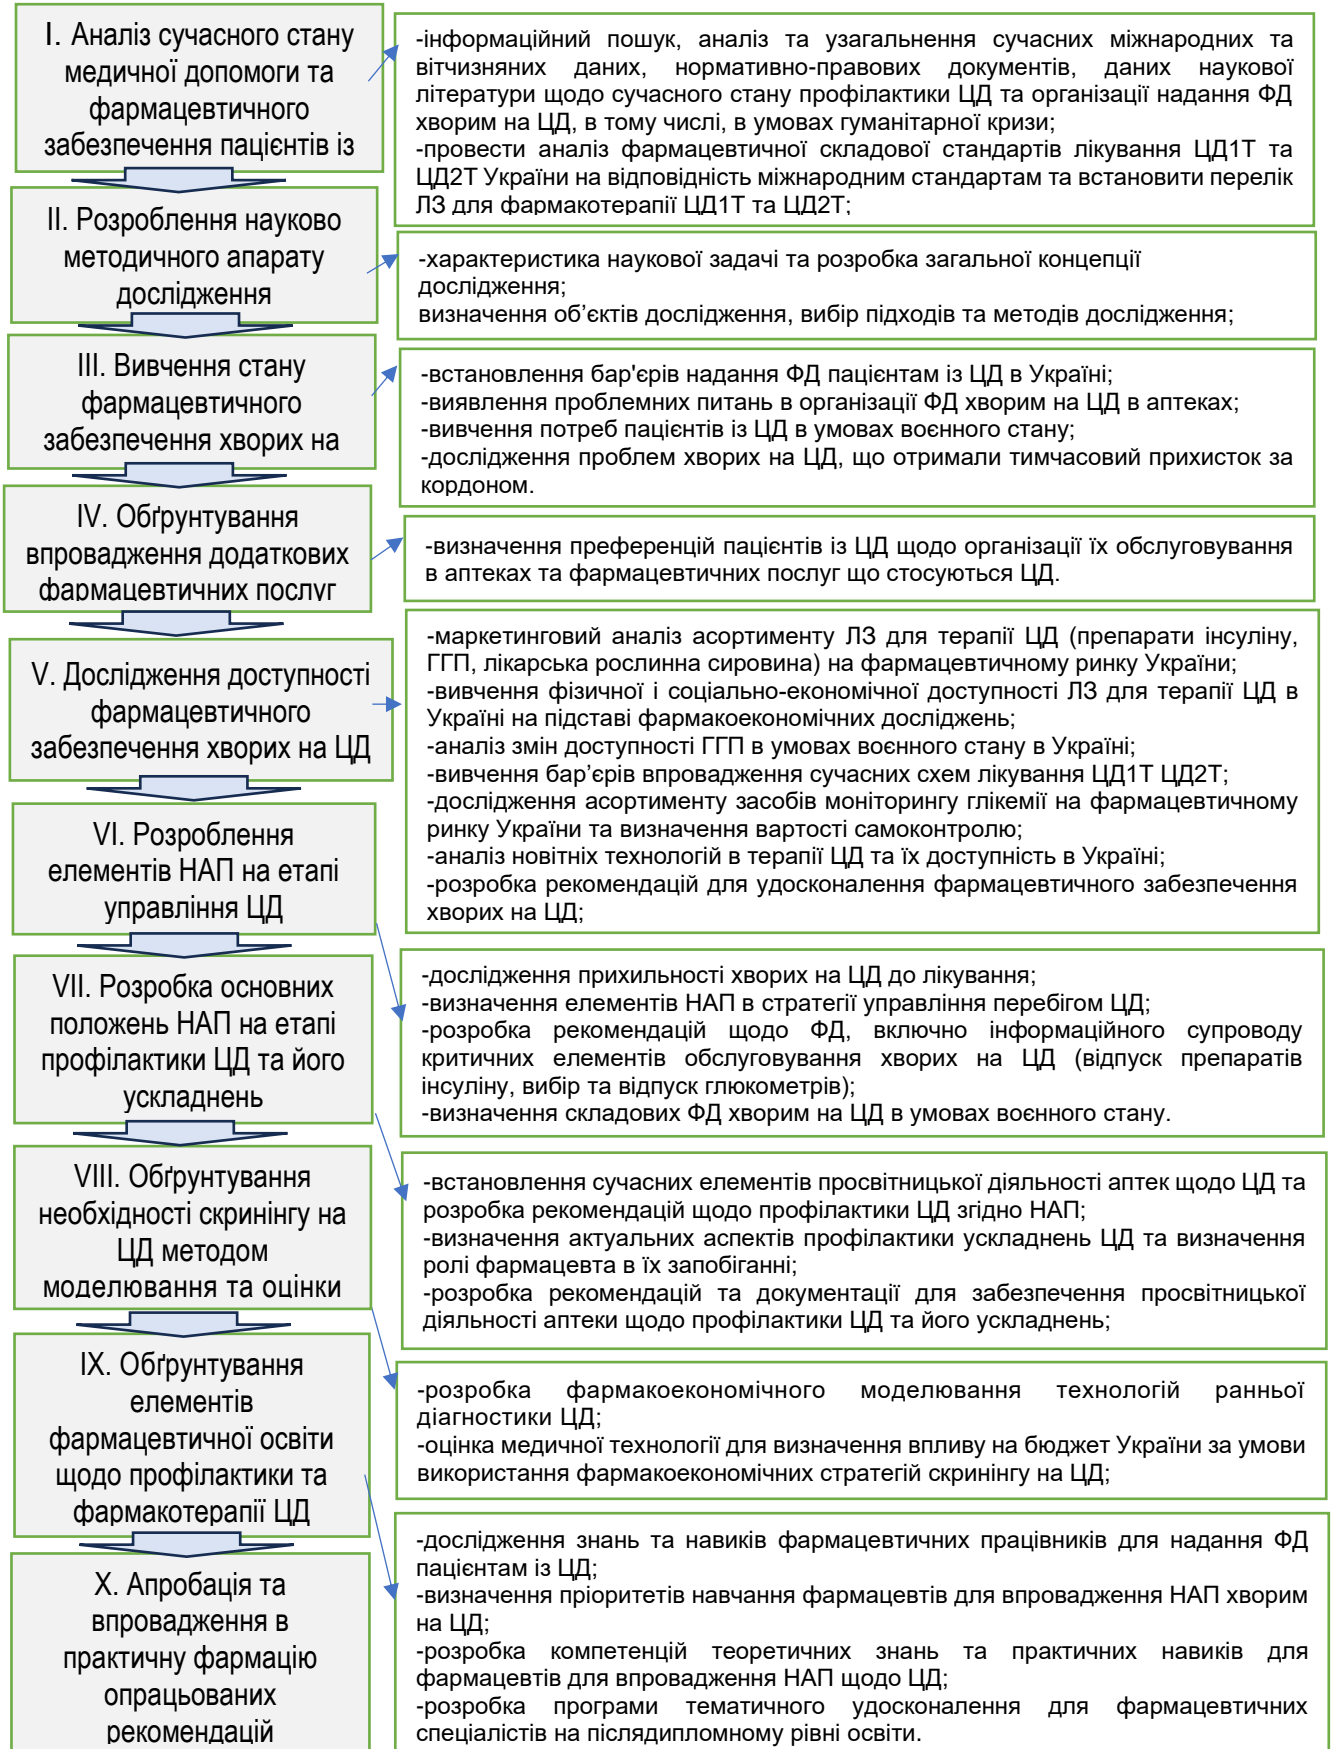 I. Аналіз сучасного стану
медичної допомоги та
фармацевтичного
забезпечення пацієнтів із
-інформаційний пошук, аналіз та узагальнення сучасних міжнародних та
вітчизняних даних, нормативно-правових документів, даних наукової
літератури щодо сучасного стану профілактики ЦД та організації надання ФД
хворим на ЦД, в тому числі, в умовах гуманітарної кризи;
-провести аналіз фармацевтичної складової стандартів лікування ЦД1Т та
ЦД2Т України на відповідність міжнародним стандартам та встановити перелік
ЛЗ для фармакотерапії ЦД1Т та ЦД2Т;
II. Розроблення науково
методичного апарату
дослідження
-характеристика наукової задачі та розробка загальної концепції
дослідження;
визначення об’єктів дослідження, вибір підходів та методів дослідження;
III. Вивчення стану
фармацевтичного
забезпечення хворих на
-встановлення бар'єрів надання ФД пацієнтам із ЦД в Україні;
-виявлення проблемних питань в організації ФД хворим на ЦД в аптеках;
-вивчення потреб пацієнтів із ЦД в умовах воєнного стану;
-дослідження проблем хворих на ЦД, що отримали тимчасовий прихисток за
кордоном.
IV. Обґрунтування
впровадження додаткових
фармацевтичних послуг
-визначення преференцій пацієнтів із ЦД щодо організації їх обслуговування
в аптеках та фармацевтичних послуг що стосуються ЦД.
V. Дослідження доступності
фармацевтичного
забезпечення хворих на ЦД
-маркетинговий аналіз асортименту ЛЗ для терапії ЦД (препарати інсуліну,
ГГП, лікарська рослинна сировина) на фармацевтичному ринку України;
-вивчення фізичної і соціально-економічної доступності ЛЗ для терапії ЦД в
Україні на підставі фармакоекономічних досліджень;
-аналіз змін доступності ГГП в умовах воєнного стану в Україні;
-вивчення бар’єрів впровадження сучасних схем лікування ЦД1Т ЦД2Т;
-дослідження асортименту засобів моніторингу глікемії на фармацевтичному
ринку України та визначення вартості самоконтролю;
-аналіз новітніх технологій в терапії ЦД та їх доступність в Україні;
-розробка рекомендацій для удосконалення фармацевтичного забезпечення
хворих на ЦД;
VI. Розроблення
елементів НАП на етапі
управління ЦД
-дослідження прихильності хворих на ЦД до лікування;
-визначення елементів НАП в стратегії управління перебігом ЦД;
-розробка рекомендацій щодо ФД, включно інформаційного супроводу
критичних елементів обслуговування хворих на ЦД (відпуск препаратів
інсуліну, вибір та відпуск глюкометрів);
-визначення складових ФД хворим на ЦД в умовах воєнного стану.
VII. Розробка основних
положень НАП на етапі
профілактики ЦД та його
ускладнень
-встановлення сучасних елементів просвітницької діяльності аптек щодо ЦД та
розробка рекомендацій щодо профілактики ЦД згідно НАП;
-визначення актуальних аспектів профілактики ускладнень ЦД та визначення
ролі фармацевта в їх запобіганні;
-розробка рекомендацій та документації для забезпечення просвітницької
діяльності аптеки щодо профілактики ЦД та його ускладнень;
VIII. Обґрунтування
необхідності скринінгу на
ЦД методом
моделювання та оцінки
-розробка фармакоекономічного моделювання технологій ранньої
діагностики ЦД;
-оцінка медичної технології для визначення впливу на бюджет України за умови
використання фармакоекономічних стратегій скринінгу на ЦД;
IX. Обґрунтування
елементів
фармацевтичної освіти
щодо профілактики та
фармакотерапії ЦД
-дослідження знань та навиків фармацевтичних працівників для надання ФД
пацієнтам із ЦД;
-визначення пріоритетів навчання фармацевтів для впровадження НАП хворим
на ЦД;
-розробка компетенцій теоретичних знань та практичних навиків для
фармацевтів для впровадження НАП щодо ЦД;
-розробка програми тематичного удосконалення для фармацевтичних
спеціалістів на післядипломному рівні освіти.
X. Апробація та
впровадження в
практичну фармацію
опрацьованих
рекомендацій